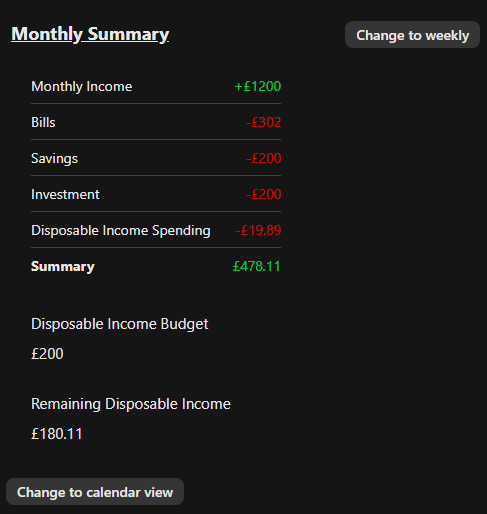 Monthly Summary
Change to weekly
Monthly Income +£1200
Bills -£302
Savings -£200
Investment -£200
Disposable Income Spending -£19.89
Summary £478.11
Disposable Income Budget
£200
Remaining Disposable Income
£180.11
Change to calendar view